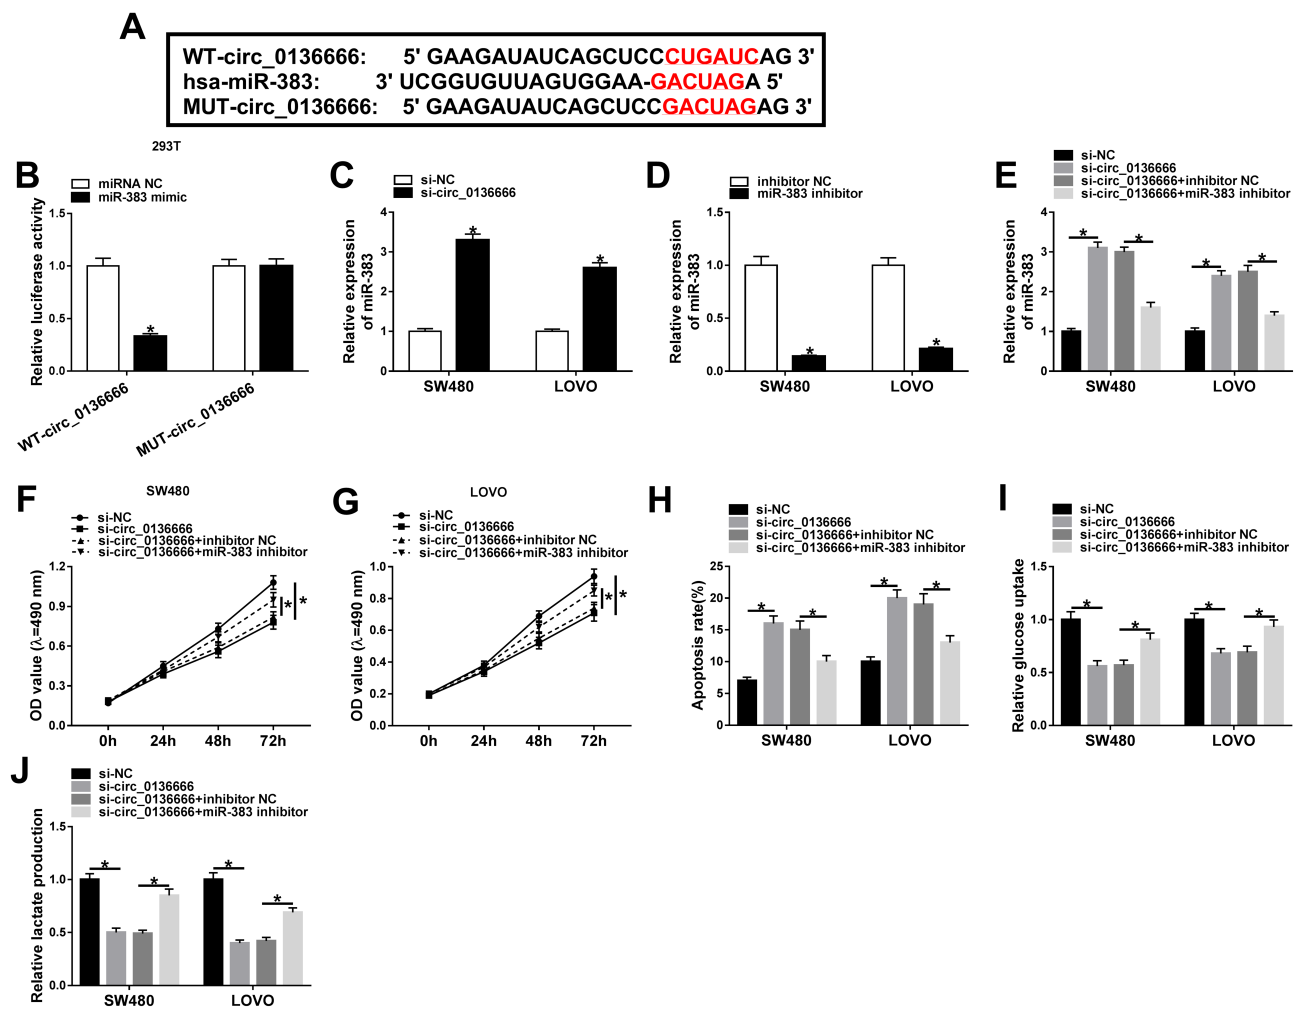 A
WT-circ_0136666: 5' GAAGAUAUCAGCUCCCUGAUCAG 3'
hsa-miR-383: 3' UCGGUGUUAGUGGAA-GACUAGA 5'
MUT-circ_0136666: 5' GAAGAUAUCAGCUCCGACUAGAG 3'
B
293T
miRNA NC
miR-383 mimic
Relative luciferase activity
1.5
1.0
0.5
0.0
*
WT-circ_0136666
MUT-circ_0136666
C
si-NC
si-circ_0136666
Relative expression
of miR-383
4
3
2
1
0
*
*
SW480
LOVO
D
inhibitor NC
miR-383 inhibitor
Relative expression
of miR-383
1.5
1.0
0.5
0.0
*
*
SW480
LOVO
E
si-NC
si-circ_0136666
si-circ_0136666+inhibitor NC
si-circ_0136666+miR-383 inhibitor
Relative expression
of miR-383
4
3
2
1
0
*
*
*
*
SW480
LOVO
F
SW480
si-NC
si-circ_0136666
si-circ_0136666+inhibitor NC
si-circ_0136666+miR-383 inhibitor
OD value (λ=490 nm)
1.2
0.9
0.6
0.3
0.0
*
*
0h
24h
48h
72h
G
LOVO
si-NC
si-circ_0136666
si-circ_0136666+inhibitor NC
si-circ_0136666+miR-383 inhibitor
OD value (λ=490 nm)
1.0
0.8
0.6
0.4
0.2
0.0
*
*
0h
24h
48h
72h
H
si-NC
si-circ_0136666
si-circ_0136666+inhibitor NC
si-circ_0136666+miR-383 inhibitor
Apoptosis rate(%)
25
20
15
10
5
0
*
*
*
*
SW480
LOVO
I
si-NC
si-circ_0136666
si-circ_0136666+inhibitor NC
si-circ_0136666+miR-383 inhibitor
Relative glucose uptake
1.5
1.0
0.5
0.0
*
*
*
*
SW480
LOVO
J
si-NC
si-circ_0136666
si-circ_0136666+inhibitor NC
si-circ_0136666+miR-383 inhibitor
Relative lactate production
1.5
1.0
0.5
0.0
*
*
*
*
SW480
LOVO